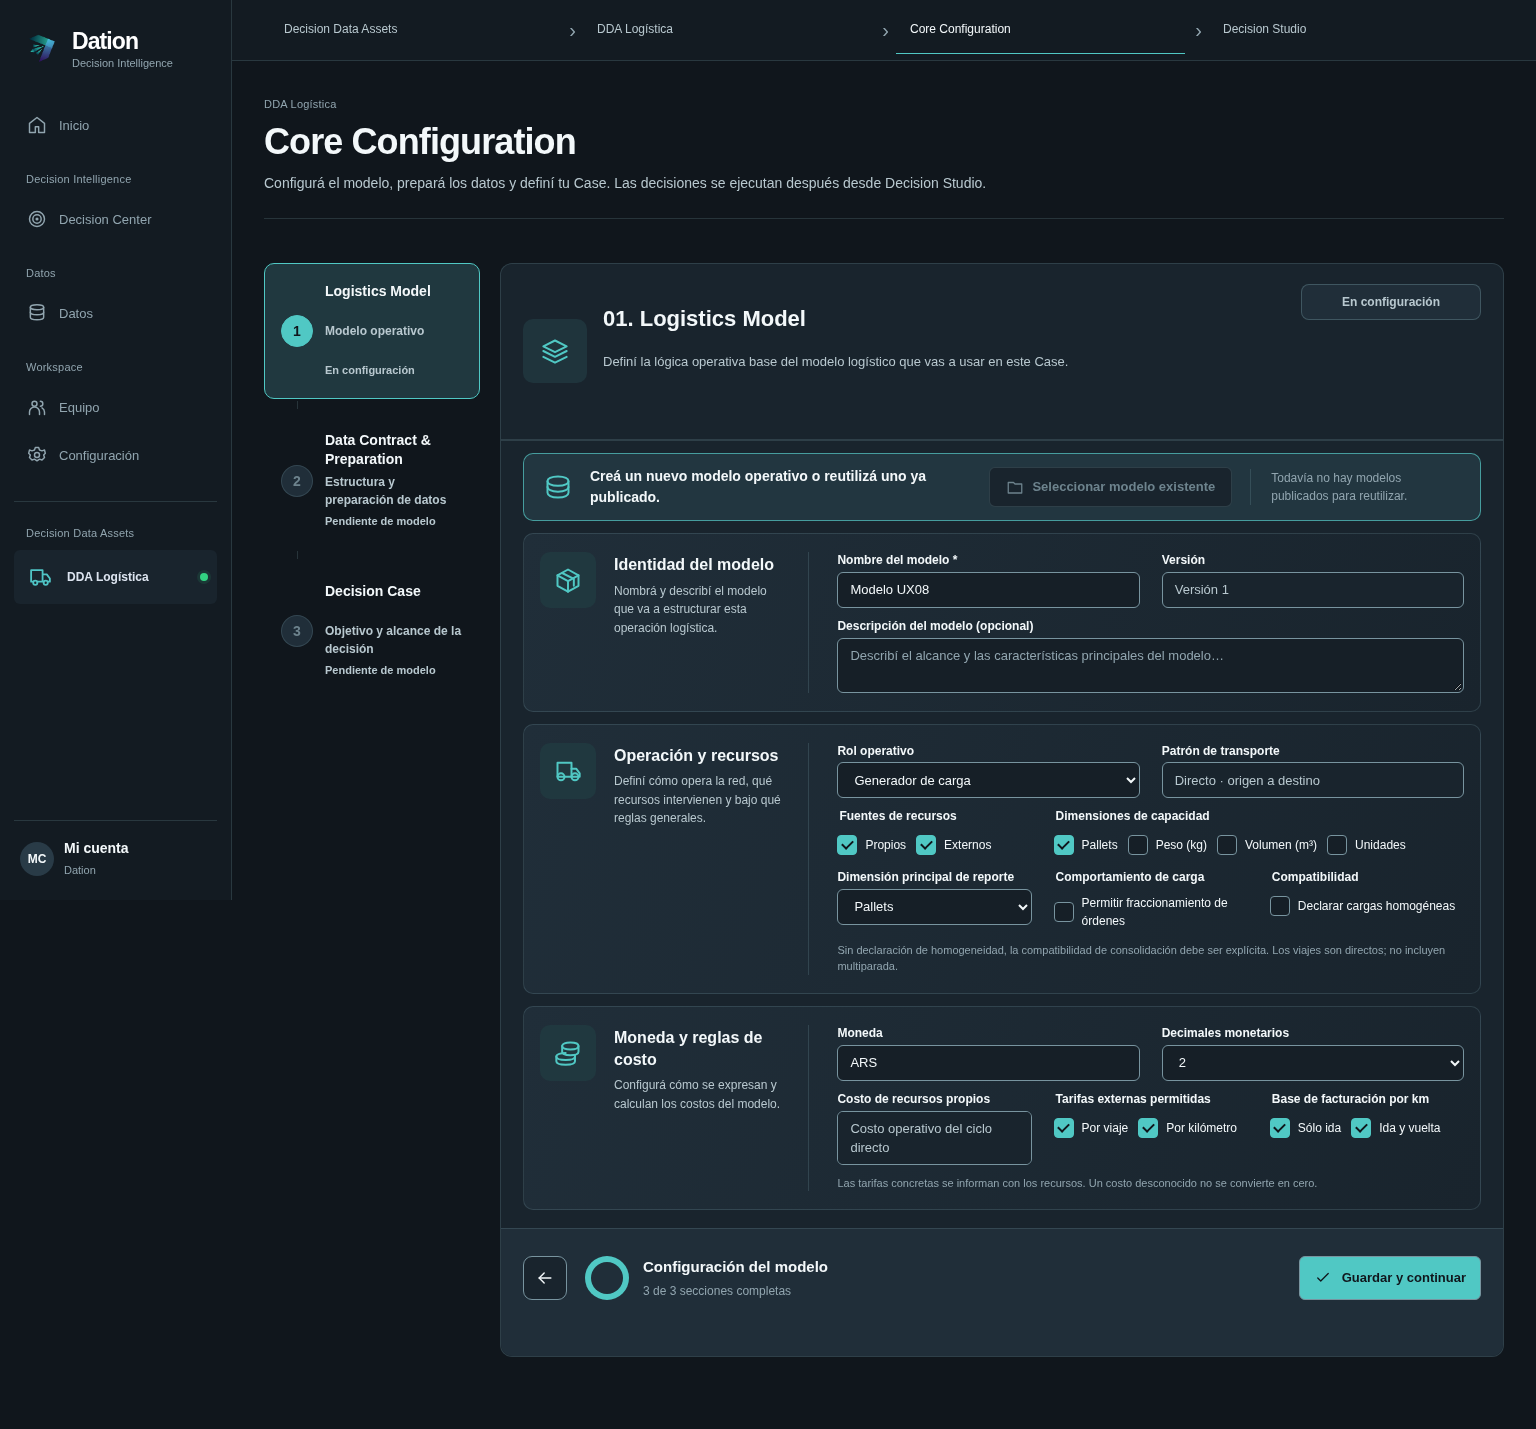 Dation
Decision Intelligence
Inicio
Decision Intelligence
Decision Center
Datos
Datos
Workspace
Equipo
Configuración
Decision Data Assets
DDA Logística
MC
Mi cuenta
Dation
Decision Data Assets
DDA Logística
Core Configuration
Decision Studio
DDA Logística
Core Configuration
Configurá el modelo, prepará los datos y definí tu Case. Las decisiones se ejecutan después desde Decision Studio.
Logistics Model
1
Modelo operativo
En configuración
Data Contract &
Preparation
2
Estructura y
preparación de datos
Pendiente de modelo
Decision Case
3
Objetivo y alcance de la
decisión
Pendiente de modelo
En configuración
01. Logistics Model
Definí la lógica operativa base del modelo logístico que vas a usar en este Case.
Creá un nuevo modelo operativo o reutilizá uno ya
publicado.
Seleccionar modelo existente
Todavía no hay modelos
publicados para reutilizar.
Identidad del modelo
Nombrá y describí el modelo
que va a estructurar esta
operación logística.
Nombre del modelo *
Modelo UX08
Versión
Versión 1
Descripción del modelo (opcional)
Describí el alcance y las características principales del modelo…
Operación y recursos
Definí cómo opera la red, qué
recursos intervienen y bajo qué
reglas generales.
Rol operativo
Generador de carga
Patrón de transporte
Directo · origen a destino
Fuentes de recursos
Propios
Externos
Dimensiones de capacidad
Pallets
Peso (kg)
Volumen (m³)
Unidades
Dimensión principal de reporte
Pallets
Comportamiento de carga
Permitir fraccionamiento de
órdenes
Compatibilidad
Declarar cargas homogéneas
Sin declaración de homogeneidad, la compatibilidad de consolidación debe ser explícita. Los viajes son directos; no incluyen
multiparada.
Moneda y reglas de
costo
Configurá cómo se expresan y
calculan los costos del modelo.
Moneda
ARS
Decimales monetarios
2
Costo de recursos propios
Costo operativo del ciclo
directo
Tarifas externas permitidas
Por viaje
Por kilómetro
Base de facturación por km
Sólo ida
Ida y vuelta
Las tarifas concretas se informan con los recursos. Un costo desconocido no se convierte en cero.
Configuración del modelo
3 de 3 secciones completas
Guardar y continuar